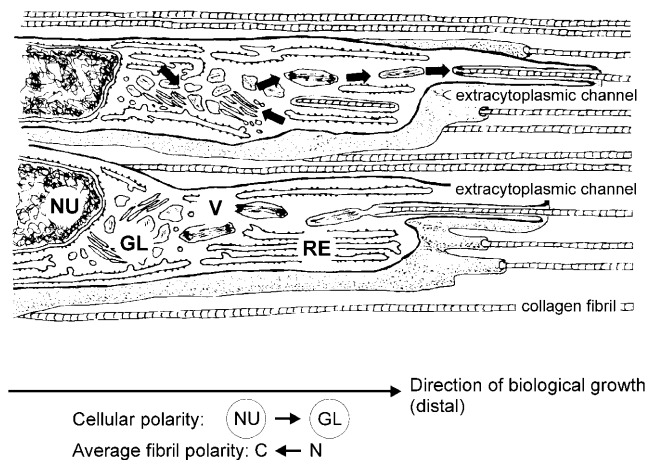 extracytoplasmic channel
extracytoplasmic channel
NU
V
GL
RE
collagen fibril
Direction of biological growth
(distal)
Cellular polarity: NU → GL
Average fibril polarity: C ← N